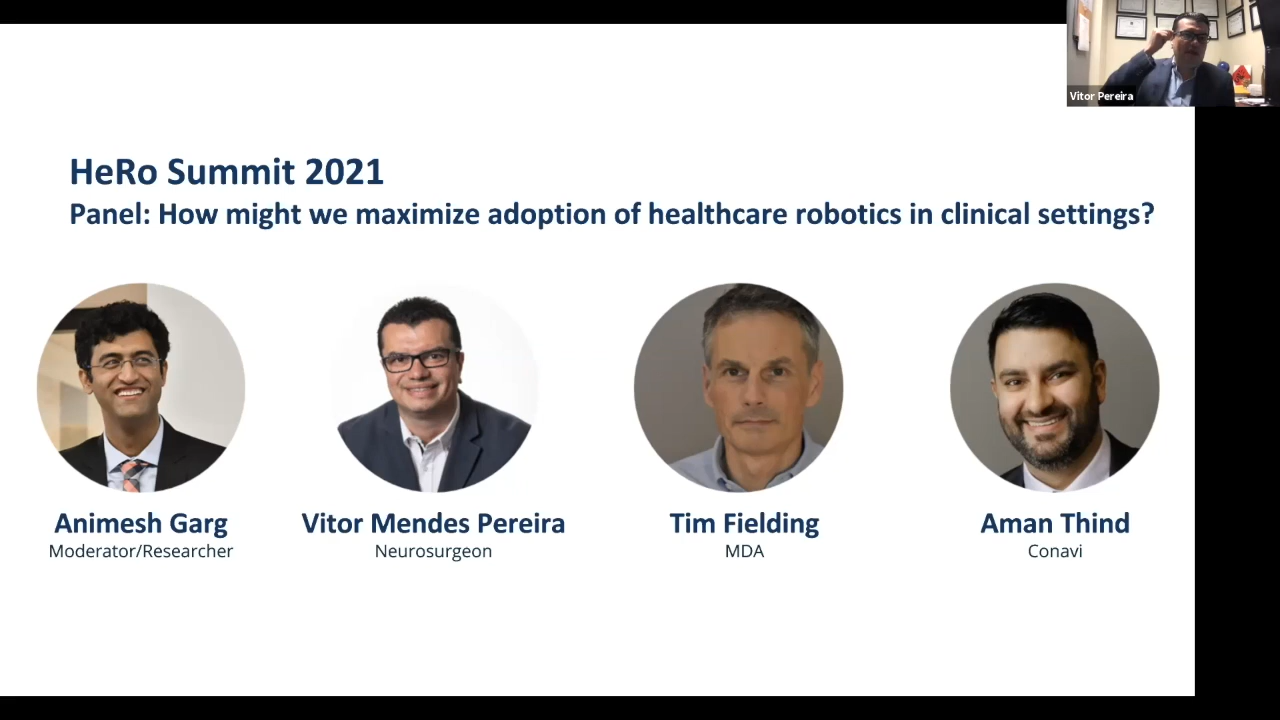 Vitor Pereira
HeRo Summit 2021
Panel: How might we maximize adoption of healthcare robotics in clinical settings?
Animesh Garg
Moderator/Researcher
Vitor Mendes Pereira
Neurosurgeon
Tim Fielding
MDA
Aman Thind
Conavi